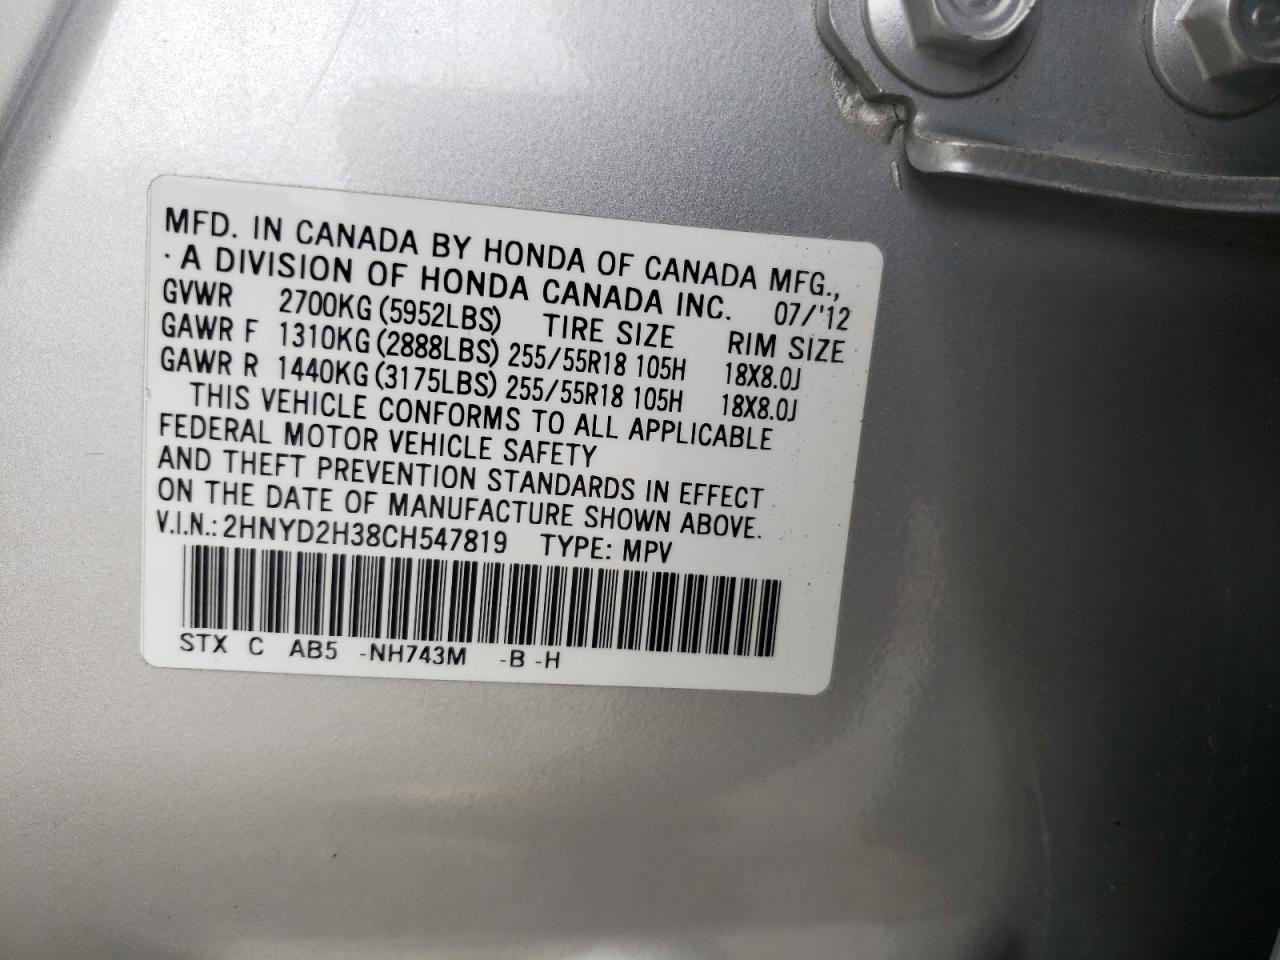 MFD. IN CANADA BY HONDA OF CANADA MFG.,
· A DIVISION OF HONDA CANADA INC. 07/'12
GVWR 2700KG (5952LBS) TIRE SIZE RIM SIZE
GAWR F 1310KG (2888LBS) 255/55R18 105H 18X8.0J
GAWR R 1440KG (3175LBS) 255/55R18 105H 18X8.0J
THIS VEHICLE CONFORMS TO ALL APPLICABLE
FEDERAL MOTOR VEHICLE SAFETY
AND THEFT PREVENTION STANDARDS IN EFFECT
ON THE DATE OF MANUFACTURE SHOWN ABOVE.
V.I.N.: 2HNYD2H38CH547819 TYPE: MPV
STX C AB5 -NH743M -B -H